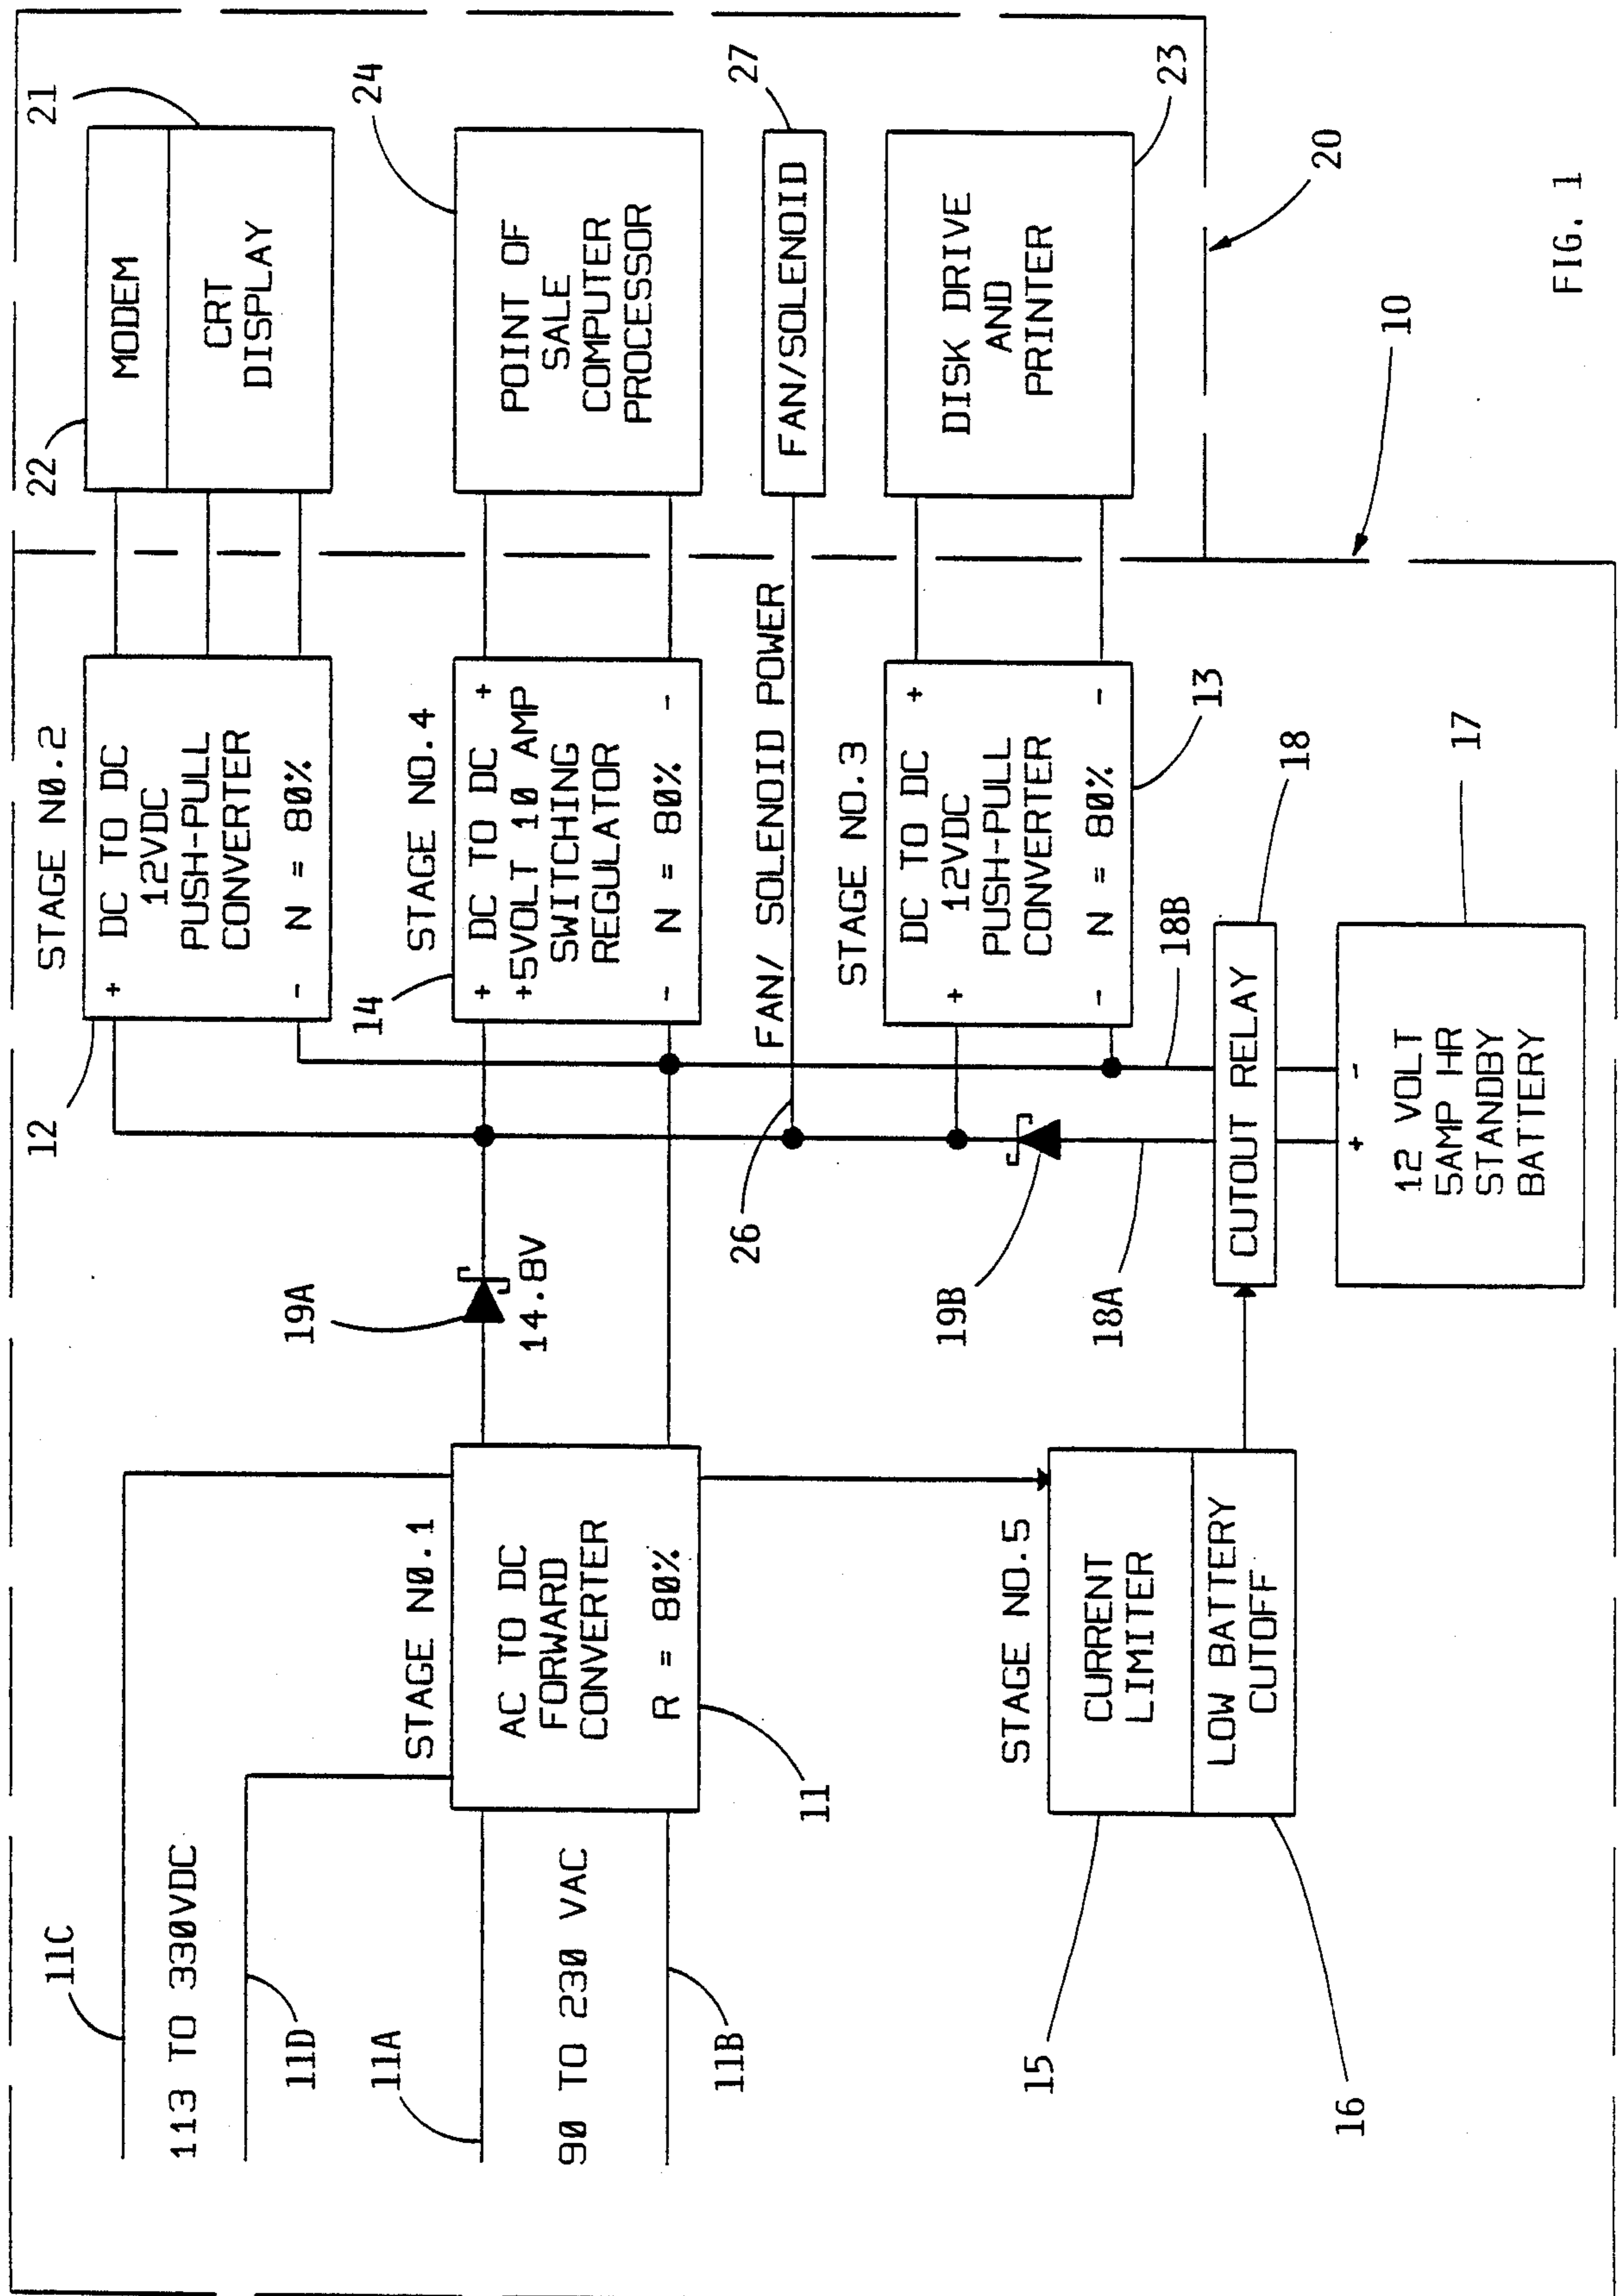 11C
113 TO 330VDC
11D
11A
90 TO 230 VAC
11B
STAGE N0.1
AC TO DC
FORWARD
CONVERTER
R = 80%
11
19A
14.8V
STAGE NO.5
CURRENT
LIMITER
LOW BATTERY
CUTOFF
15
16
12
STAGE N0.2
+ DC TO DC
12VDC
PUSH-PULL
CONVERTER
- N = 80%
14
STAGE NO.4
+ DC TO DC +
+5VOLT 10 AMP
SWITCHING
REGULATOR
- N = 80% -
FAN/ SOLENOID POWER
26
STAGE NO.3
+ DC TO DC +
12VDC
PUSH-PULL
CONVERTER
- N = 80% -
13
19B
18A
18B
CUTOUT RELAY
18
+ -
12 VOLT
5AMP HR
STANDBY
BATTERY
17
22
MODEM
21
CRT
DISPLAY
24
POINT OF
SALE
COMPUTER
PROCESSOR
27
FAN/SOLENOID
DISK DRIVE
AND
PRINTER
23
20
10
FIG. 1